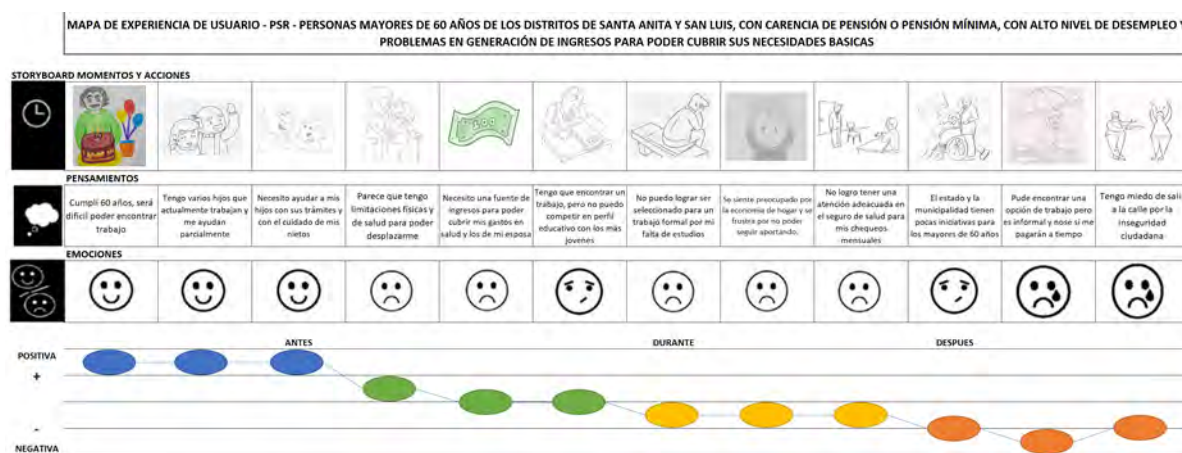 MAPA DE EXPERIENCIA DE USUARIO - PSR - PERSONAS MAYORES DE 60 AÑOS DE LOS DISTRITOS DE SANTA ANITA Y SAN LUIS, CON CARENCIA DE PENSIÓN O PENSIÓN MÍNIMA, CON ALTO NIVEL DE DESEMPLEO Y
PROBLEMAS EN GENERACIÓN DE INGRESOS PARA PODER CUBRIR SUS NECESIDADES BASICAS
STORYBOARD MOMENTOS Y ACCIONES
100
PENSAMIENTOS
Cumplí 60 años, será
difícil poder encontrar
trabajo
Tengo varios hijos que
actualmente trabajan y
me ayudan
parcialmente
Necesito ayudar a mis
hijos con sus trámites y
con el cuidado de mis
nietos
Parece que tengo
limitaciones físicas y
de salud para poder
desplazarme
Necesito una fuente de
ingresos para poder
cubrir mis gastos en
salud y los de mi esposa
Tengo que encontrar un
trabajo, pero no puedo
competir en perfil
educativo con los más
jovenes
No puedo lograr ser
seleccionado para un
trabajo formal por mi
falta de estudios
Se siente preocupado por
la economía de hogar y se
frustra por no poder
seguir aportando.
No logro tener una
atención adeacuada en
el seguro de salud para
mis chequeos
mensuales
El estado y la
municipalidad tienen
pocas iniciativas para
los mayores de 60 años
Pude encontrar una
opción de trabajo pero
es informal y nose si me
pagarán a tiempo
Tengo miedo de sali
a la calle por la
inseguridad
ciudadana
EMOCIONES
ANTES
DURANTE
DESPUES
POSITIVA
+
-
NEGATIVA